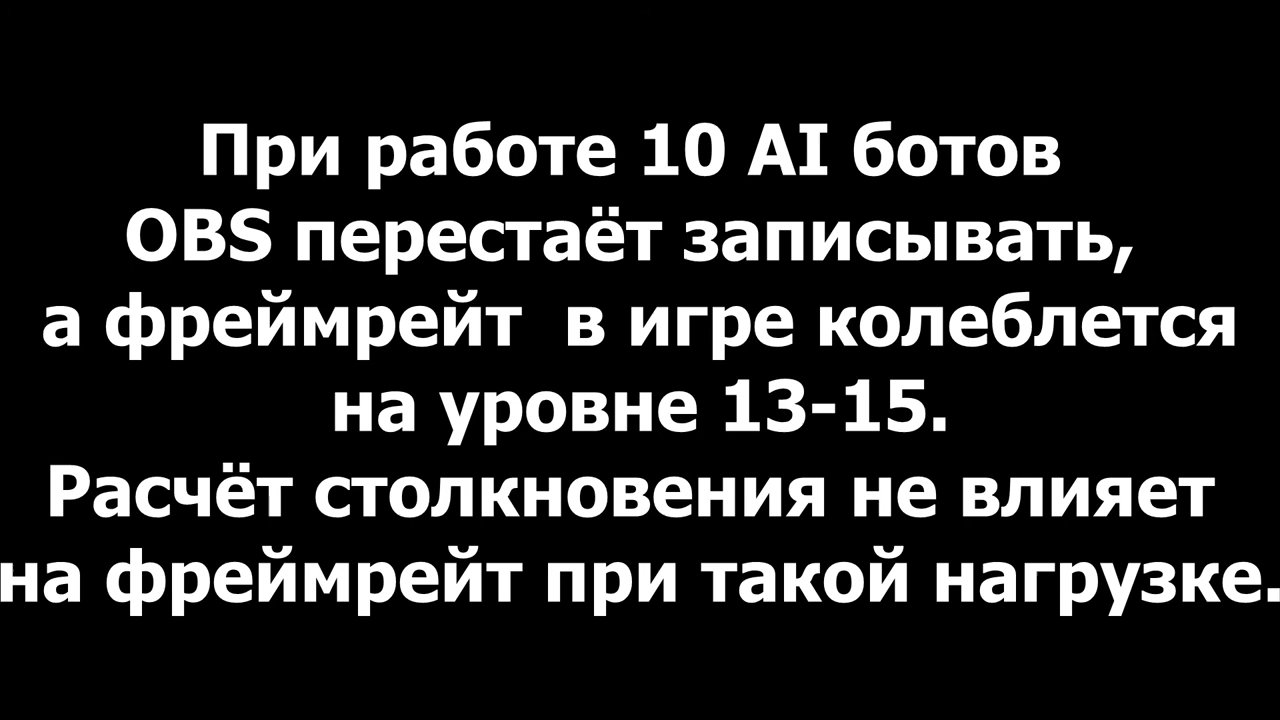 При работе 10 AI ботов
OBS перестаёт записывать,
а фреймрейт  в игре колеблется
на уровне 13-15.
Расчёт столкновения не влияет
на фреймрейт при такой нагрузке.